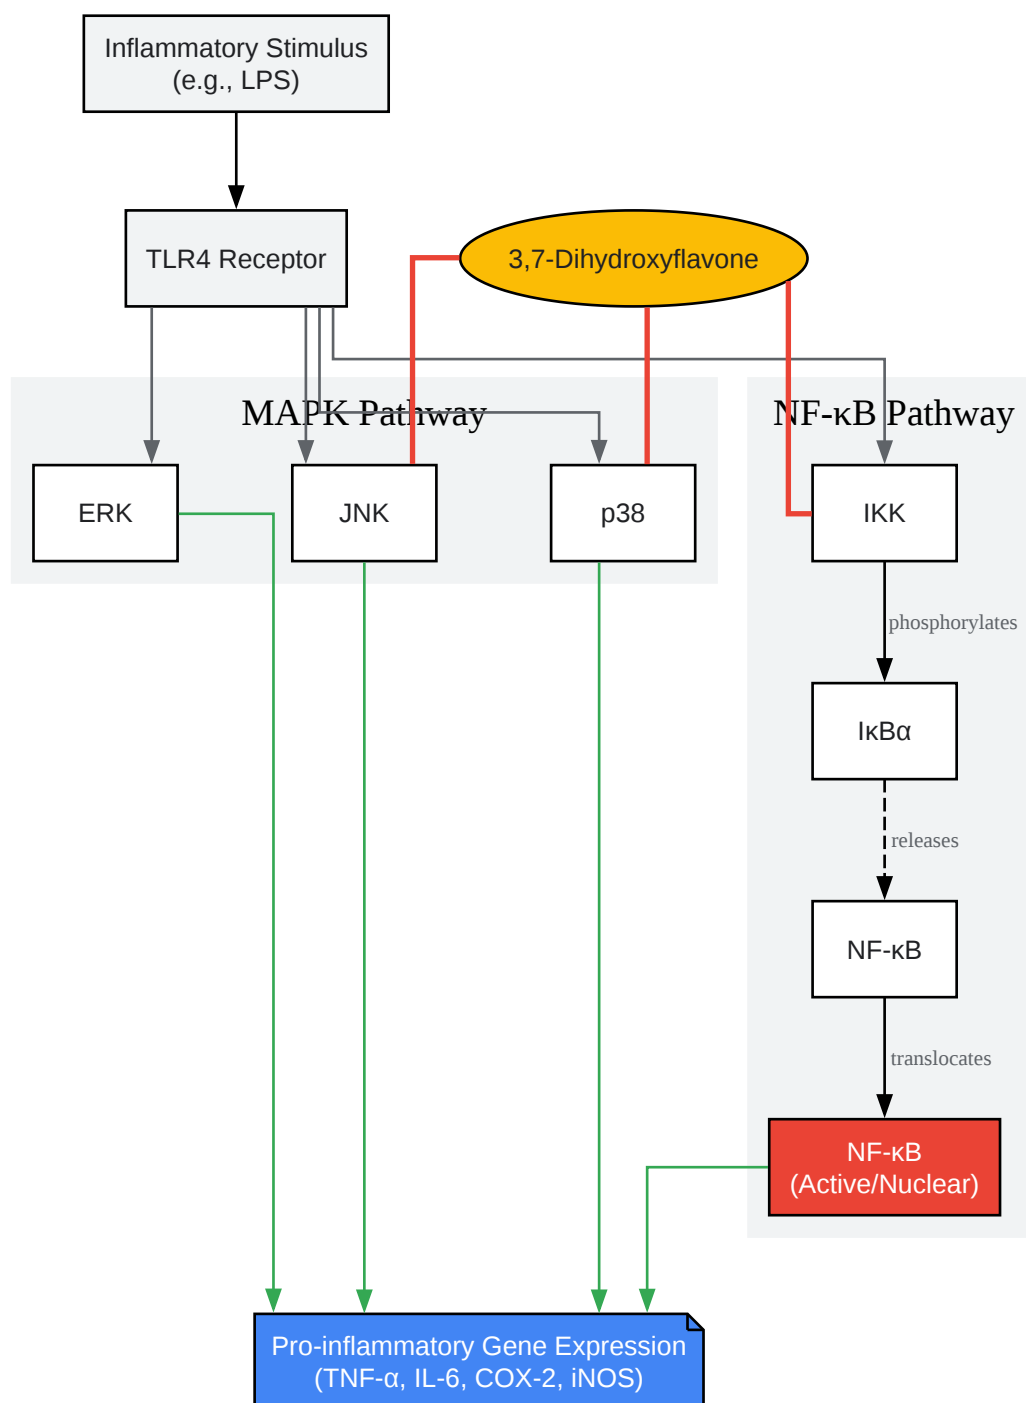 Inflammatory Stimulus
(e.g., LPS)
TLR4 Receptor
3,7-Dihydroxyflavone
MAPK Pathway
NF-κB Pathway
ERK
JNK
p38
IKK
phosphorylates
IκBα
releases
NF-κB
translocates
NF-κB
(Active/Nuclear)
Pro-inflammatory Gene Expression
(TNF-α, IL-6, COX-2, iNOS)